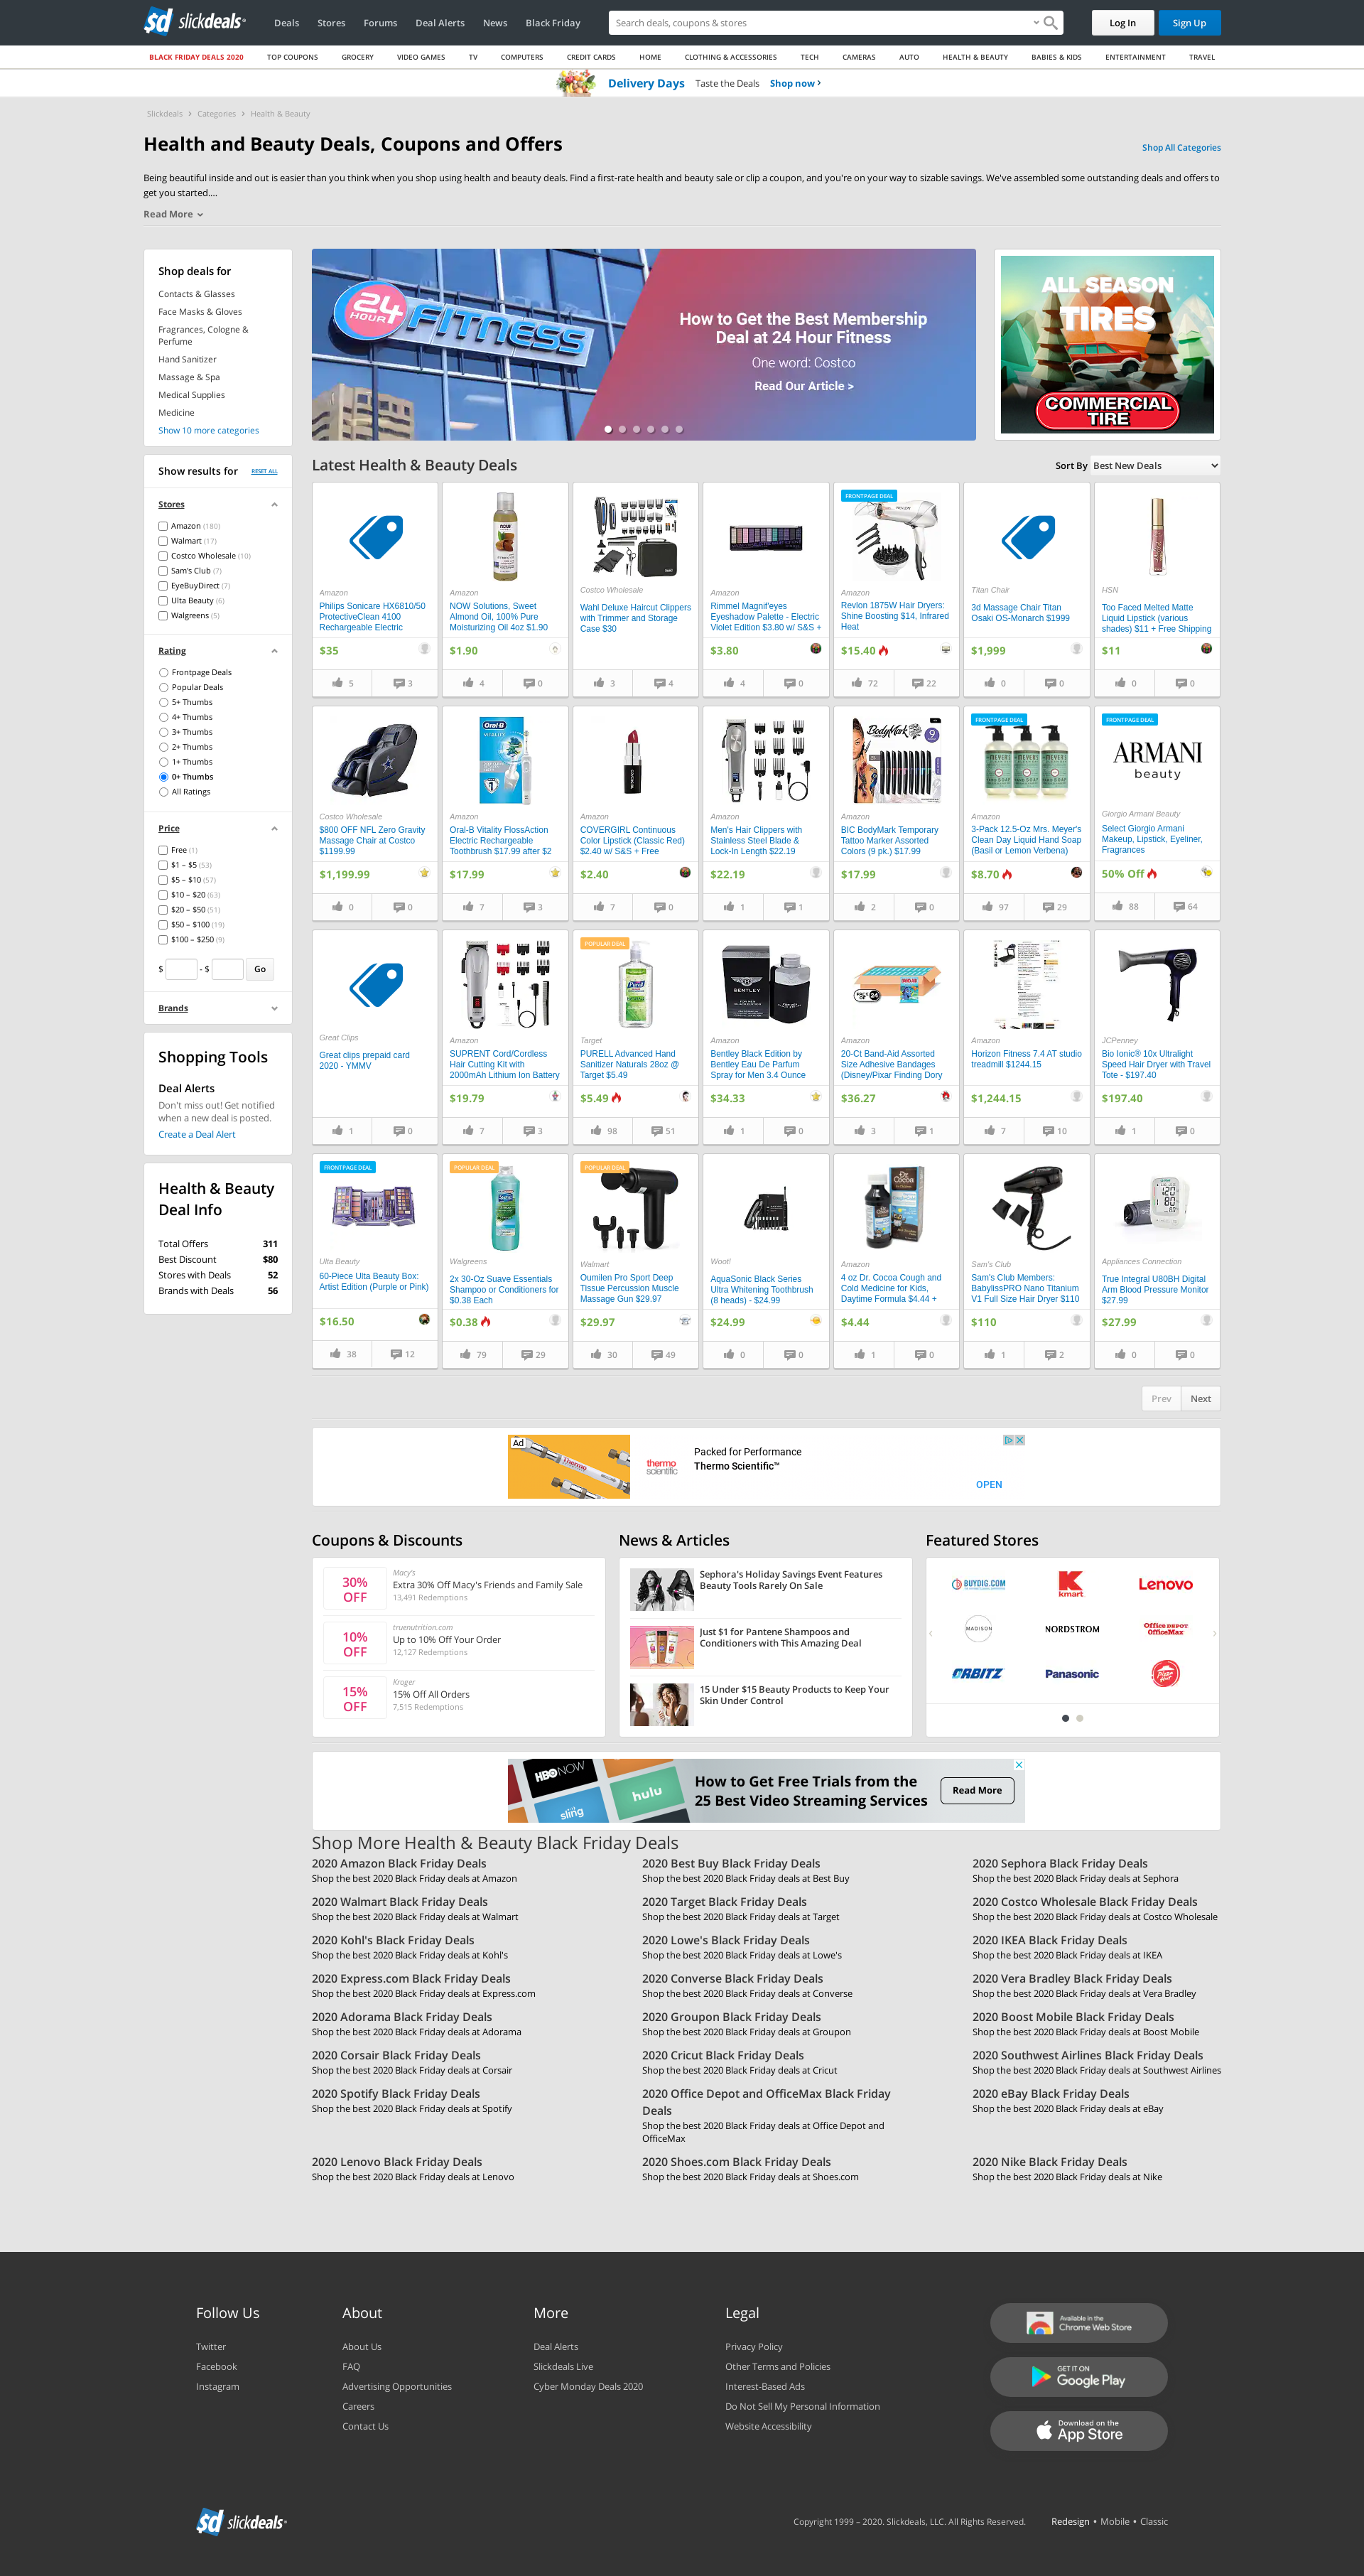 sd slickdeals
Deals Stores Forums Deal Alerts News Black Friday
Search deals, coupons & stores
Log In Sign Up
BLACK FRIDAY DEALS 2020 TOP COUPONS GROCERY VIDEO GAMES TV COMPUTERS CREDIT CARDS HOME CLOTHING & ACCESSORIES TECH CAMERAS AUTO HEALTH & BEAUTY BABIES & KIDS ENTERTAINMENT TRAVEL
Delivery Days Taste the Deals Shop now ›
Slickdeals › Categories › Health & Beauty
Health and Beauty Deals, Coupons and Offers
Shop All Categories
Being beautiful inside and out is easier than you think when you shop using health and beauty deals. Find a first-rate health and beauty sale or clip a coupon, and you're on your way to sizable savings. We've assembled some outstanding deals and offers to
get you started....
Read More
Shop deals for
Contacts & Glasses
Face Masks & Gloves
Fragrances, Cologne &
Perfume
Hand Sanitizer
Massage & Spa
Medical Supplies
Medicine
Show 10 more categories
24 HOUR FITNESS
How to Get the Best Membership
Deal at 24 Hour Fitness
One word: Costco
Read Our Article >
ALL SEASON
TIRES
COMMERCIAL
TIRE
Show results for RESET ALL
Stores
Amazon (180)
Walmart (17)
Costco Wholesale (10)
Sam's Club (7)
EyeBuyDirect (7)
Ulta Beauty (6)
Walgreens (5)
Rating
Frontpage Deals
Popular Deals
5+ Thumbs
4+ Thumbs
3+ Thumbs
2+ Thumbs
1+ Thumbs
0+ Thumbs
All Ratings
Price
Free (1)
$1 – $5 (53)
$5 – $10 (57)
$10 – $20 (63)
$20 – $50 (51)
$50 – $100 (19)
$100 – $250 (9)
$ - $ Go
Brands
Shopping Tools
Deal Alerts
Don't miss out! Get notified
when a new deal is posted.
Create a Deal Alert
Health & Beauty
Deal Info
Total Offers 311
Best Discount $80
Stores with Deals 52
Brands with Deals 56
Latest Health & Beauty Deals
Sort By Best New Deals
Amazon
Philips Sonicare HX6810/50
ProtectiveClean 4100
Rechargeable Electric
$35
5 3
Amazon
NOW Solutions, Sweet
Almond Oil, 100% Pure
Moisturizing Oil 4oz $1.90
$1.90
4 0
Costco Wholesale
Wahl Deluxe Haircut Clippers
with Trimmer and Storage
Case $30
3 4
Amazon
Rimmel Magnif'eyes
Eyeshadow Palette - Electric
Violet Edition $3.80 w/ S&S +
$3.80
4 0
FRONTPAGE DEAL
Amazon
Revlon 1875W Hair Dryers:
Shine Boosting $14, Infrared
Heat
$15.40
72 22
Titan Chair
3d Massage Chair Titan
Osaki OS-Monarch $1999
$1,999
0 0
HSN
Too Faced Melted Matte
Liquid Lipstick (various
shades) $11 + Free Shipping
$11
0 0
Costco Wholesale
$800 OFF NFL Zero Gravity
Massage Chair at Costco
$1199.99
$1,199.99
0 0
Oral-B
VITALITY
Amazon
Oral-B Vitality FlossAction
Electric Rechargeable
Toothbrush $17.99 after $2
$17.99
7 3
Amazon
COVERGIRL Continuous
Color Lipstick (Classic Red)
$2.40 w/ S&S + Free
$2.40
7 0
Amazon
Men's Hair Clippers with
Stainless Steel Blade &
Lock-In Length $22.19
$22.19
1 1
BodyMark 9
Amazon
BIC BodyMark Temporary
Tattoo Marker Assorted
Colors (9 pk.) $17.99
$17.99
2 0
FRONTPAGE DEAL
Amazon
3-Pack 12.5-Oz Mrs. Meyer's
Clean Day Liquid Hand Soap
(Basil or Lemon Verbena)
$8.70
97 29
FRONTPAGE DEAL
ARMANI
beauty
Giorgio Armani Beauty
Select Giorgio Armani
Makeup, Lipstick, Eyeliner,
Fragrances
50% Off
88 64
Great Clips
Great clips prepaid card
2020 - YMMV
1 0
Amazon
SUPRENT Cord/Cordless
Hair Cutting Kit with
2000mAh Lithium Ion Battery
$19.79
7 3
POPULAR DEAL
PURELL
Target
PURELL Advanced Hand
Sanitizer Naturals 28oz @
Target $5.49
$5.49
98 51
BENTLEY
Amazon
Bentley Black Edition by
Bentley Eau De Parfum
Spray for Men 3.4 Ounce
$34.33
1 0
24
Amazon
20-Ct Band-Aid Assorted
Size Adhesive Bandages
(Disney/Pixar Finding Dory
$36.27
3 1
Amazon
Horizon Fitness 7.4 AT studio
treadmill $1244.15
$1,244.15
7 10
JCPenney
Bio Ionic® 10x Ultralight
Speed Hair Dryer with Travel
Tote - $197.40
$197.40
1 0
FRONTPAGE DEAL
Ulta Beauty
60-Piece Ulta Beauty Box:
Artist Edition (Purple or Pink)
$16.50
38 12
POPULAR DEAL
Walgreens
2x 30-Oz Suave Essentials
Shampoo or Conditioners for
$0.38 Each
$0.38
79 29
POPULAR DEAL
Walmart
Oumilen Pro Sport Deep
Tissue Percussion Muscle
Massage Gun $29.97
$29.97
30 49
Woot!
AquaSonic Black Series
Ultra Whitening Toothbrush
(8 heads) - $24.99
$24.99
0 0
Dr. Cocoa
Amazon
4 oz Dr. Cocoa Cough and
Cold Medicine for Kids,
Daytime Formula $4.44 +
$4.44
1 0
Sam's Club
Sam's Club Members:
BabylissPRO Nano Titanium
V1 Full Size Hair Dryer $110
$110
1 2
Appliances Connection
True Integral U80BH Digital
Arm Blood Pressure Monitor
$27.99
$27.99
0 0
Prev Next
Ad
thermo
scientific
Packed for Performance
Thermo Scientific™
OPEN
Coupons & Discounts
30%
OFF
Macy's
Extra 30% Off Macy's Friends and Family Sale
13,491 Redemptions
10%
OFF
truenutrition.com
Up to 10% Off Your Order
12,127 Redemptions
15%
OFF
Kroger
15% Off All Orders
7,515 Redemptions
News & Articles
Sephora's Holiday Savings Event Features
Beauty Tools Rarely On Sale
Just $1 for Pantene Shampoos and
Conditioners with This Amazing Deal
15 Under $15 Beauty Products to Keep Your
Skin Under Control
Featured Stores
BUYDIG.COM kmart Lenovo
MADISON NORDSTROM Office DEPOT OfficeMax
ORBITZ Panasonic Pizza Hut
HBO NOW
sling
hulu
How to Get Free Trials from the
25 Best Video Streaming Services
Read More
Shop More Health & Beauty Black Friday Deals
2020 Amazon Black Friday Deals
Shop the best 2020 Black Friday deals at Amazon
2020 Best Buy Black Friday Deals
Shop the best 2020 Black Friday deals at Best Buy
2020 Sephora Black Friday Deals
Shop the best 2020 Black Friday deals at Sephora
2020 Walmart Black Friday Deals
Shop the best 2020 Black Friday deals at Walmart
2020 Target Black Friday Deals
Shop the best 2020 Black Friday deals at Target
2020 Costco Wholesale Black Friday Deals
Shop the best 2020 Black Friday deals at Costco Wholesale
2020 Kohl's Black Friday Deals
Shop the best 2020 Black Friday deals at Kohl's
2020 Lowe's Black Friday Deals
Shop the best 2020 Black Friday deals at Lowe's
2020 IKEA Black Friday Deals
Shop the best 2020 Black Friday deals at IKEA
2020 Express.com Black Friday Deals
Shop the best 2020 Black Friday deals at Express.com
2020 Converse Black Friday Deals
Shop the best 2020 Black Friday deals at Converse
2020 Vera Bradley Black Friday Deals
Shop the best 2020 Black Friday deals at Vera Bradley
2020 Adorama Black Friday Deals
Shop the best 2020 Black Friday deals at Adorama
2020 Groupon Black Friday Deals
Shop the best 2020 Black Friday deals at Groupon
2020 Boost Mobile Black Friday Deals
Shop the best 2020 Black Friday deals at Boost Mobile
2020 Corsair Black Friday Deals
Shop the best 2020 Black Friday deals at Corsair
2020 Cricut Black Friday Deals
Shop the best 2020 Black Friday deals at Cricut
2020 Southwest Airlines Black Friday Deals
Shop the best 2020 Black Friday deals at Southwest Airlines
2020 Spotify Black Friday Deals
Shop the best 2020 Black Friday deals at Spotify
2020 Office Depot and OfficeMax Black Friday
Deals
Shop the best 2020 Black Friday deals at Office Depot and
OfficeMax
2020 eBay Black Friday Deals
Shop the best 2020 Black Friday deals at eBay
2020 Lenovo Black Friday Deals
Shop the best 2020 Black Friday deals at Lenovo
2020 Shoes.com Black Friday Deals
Shop the best 2020 Black Friday deals at Shoes.com
2020 Nike Black Friday Deals
Shop the best 2020 Black Friday deals at Nike
Follow Us
Twitter
Facebook
Instagram
About
About Us
FAQ
Advertising Opportunities
Careers
Contact Us
More
Deal Alerts
Slickdeals Live
Cyber Monday Deals 2020
Legal
Privacy Policy
Other Terms and Policies
Interest-Based Ads
Do Not Sell My Personal Information
Website Accessibility
Available in the
Chrome Web Store
GET IT ON
Google Play
Download on the
App Store
sd slickdeals
Copyright 1999 – 2020. Slickdeals, LLC. All Rights Reserved.
Redesign • Mobile • Classic